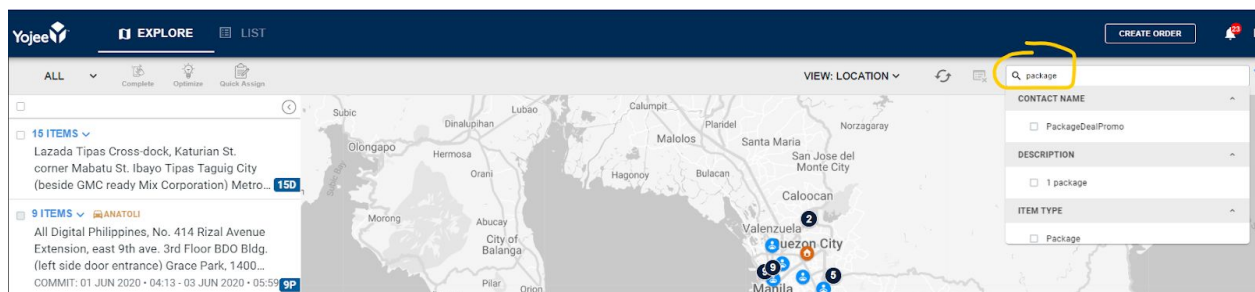 Yojee
EXPLORE
LIST
CREATE ORDER
23
ALL
Complete
Optimize
Quick Assign
VIEW: LOCATION
package
CONTACT NAME
PackageDealPromo
DESCRIPTION
1 package
ITEM TYPE
Package
15 ITEMS
Lazada Tipas Cross-dock, Katurian St.
corner Mabatu St. Ibayo Tipas Taguig City
(beside GMC ready Mix Corporation) Metro...
15D
9 ITEMS
ANATOLI
All Digital Philippines, No. 414 Rizal Avenue
Extension, east 9th ave. 3rd Floor BDO Bldg.
(left side door entrance) Grace Park, 1400...
COMMIT: 01 JUN 2020 • 04:13 - 03 JUN 2020 • 05:59
9P
Subic
Lubao
Calumpit
Dinalupihan
Plaridel
Norzagaray
Olongapo
Hermosa
Malolos
Santa Maria
San Jose del
Monte City
Orani
Hagonoy
Bulacan
Caloocan
Morong
Abucay
2
Valenzuela
City of
Balanga
Quezon City
9
5
Pilar
Orion
Manila